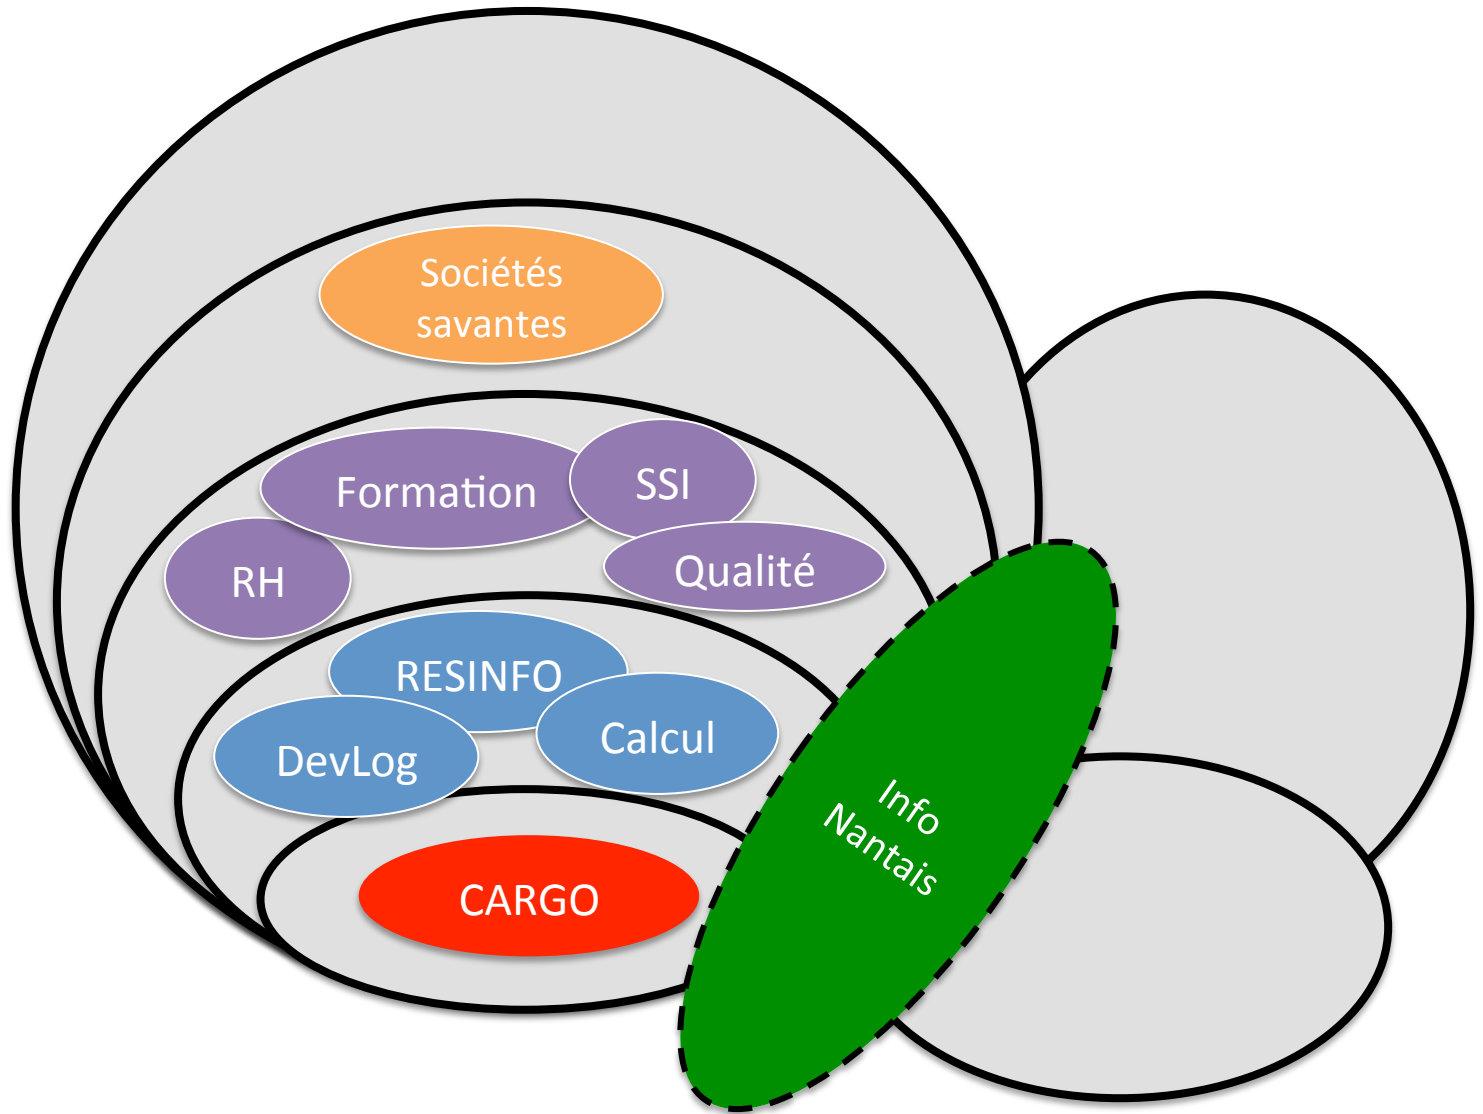 Sociétés
savantes
Formation
SSI
RH
Qualité
RESINFO
Calcul
DevLog
Info
Nantais
CARGO